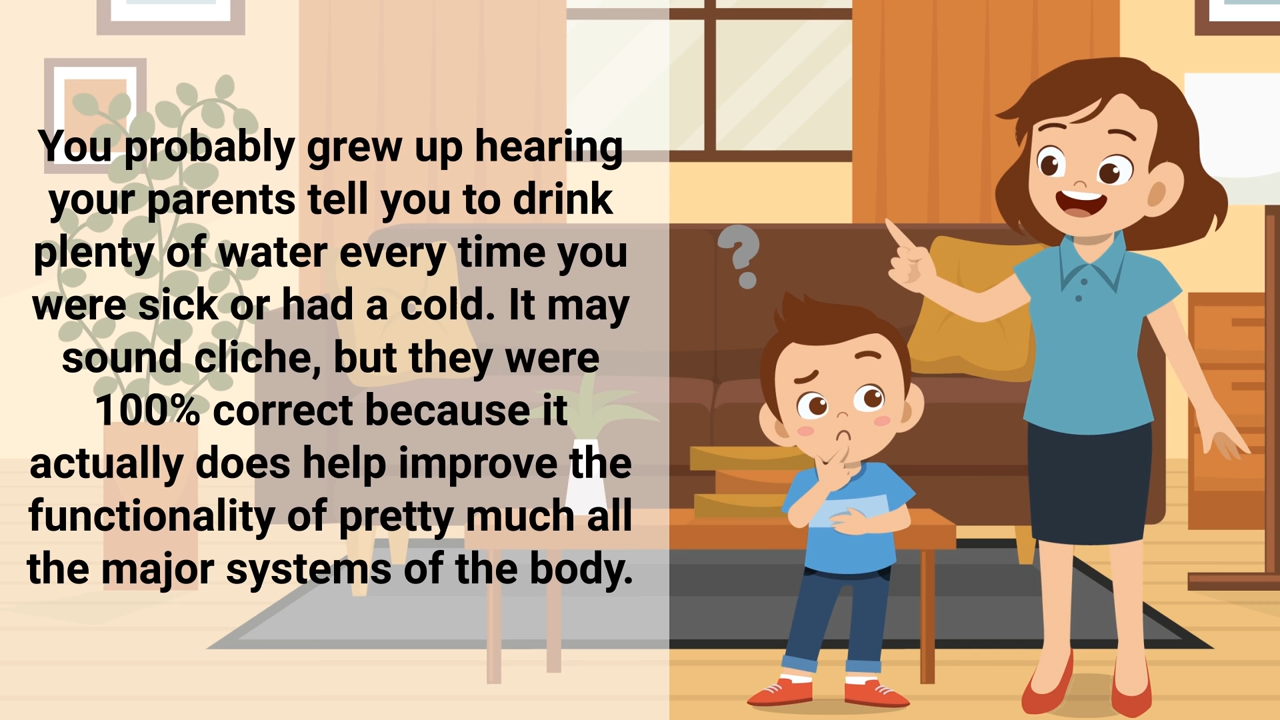 You probably grew up hearing
your parents tell you to drink
plenty of water every time you
were sick or had a cold. It may
sound cliche, but they were
100% correct because it
actually does help improve the
functionality of pretty much all
the major systems of the body.
?